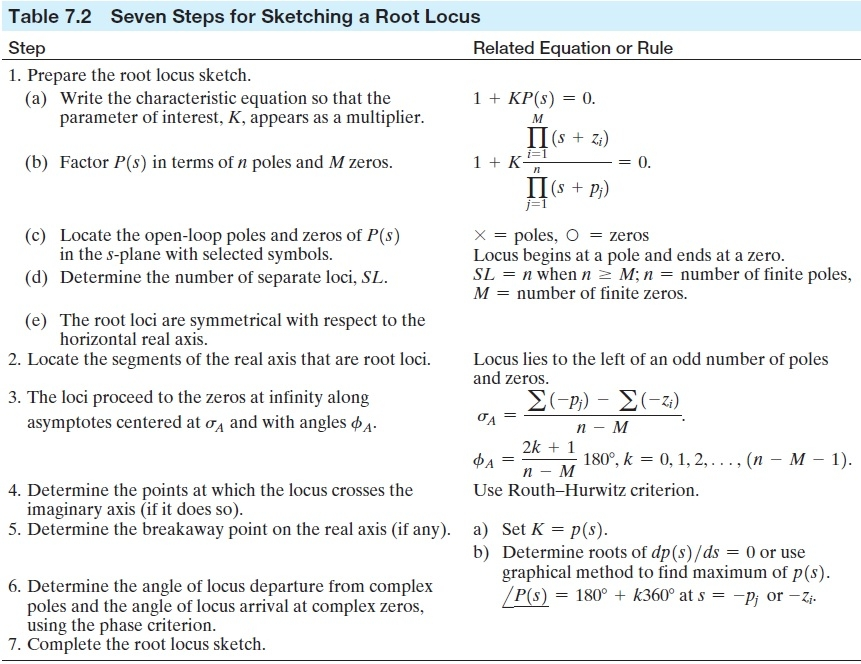 Table 7.2 Seven Steps for Sketching a Root Locus
Step Related Equation or Rule
1. Prepare the root locus sketch.
(a) Write the characteristic equation so that the 1 + KP(s) = 0.
parameter of interest, K, appears as a multiplier.
(b) Factor P(s) in terms of n poles and M zeros. 1 + K \frac{\prod_{i=1}^{M}(s + z_i)}{\prod_{j=1}^{n}(s + p_j)} = 0.
(c) Locate the open-loop poles and zeros of P(s) × = poles, ○ = zeros
in the s-plane with selected symbols. Locus begins at a pole and ends at a zero.
(d) Determine the number of separate loci, SL. SL = n when n ≥ M; n = number of finite poles,
M = number of finite zeros.
(e) The root loci are symmetrical with respect to the
horizontal real axis.
2. Locate the segments of the real axis that are root loci. Locus lies to the left of an odd number of poles
and zeros.
3. The loci proceed to the zeros at infinity along
asymptotes centered at σ_A and with angles ϕ_A. σ_A = \frac{\sum(-p_j) - \sum(-z_i)}{n - M}.
ϕ_A = \frac{2k + 1}{n - M} 180°, k = 0, 1, 2, . . . , (n − M − 1).
4. Determine the points at which the locus crosses the Use Routh–Hurwitz criterion.
imaginary axis (if it does so).
5. Determine the breakaway point on the real axis (if any). a) Set K = p(s).
b) Determine roots of dp(s)/ds = 0 or use
graphical method to find maximum of p(s).
6. Determine the angle of locus departure from complex ∠P(s) = 180° + k360° at s = −p_j or −z_i.
poles and the angle of locus arrival at complex zeros,
using the phase criterion.
7. Complete the root locus sketch.